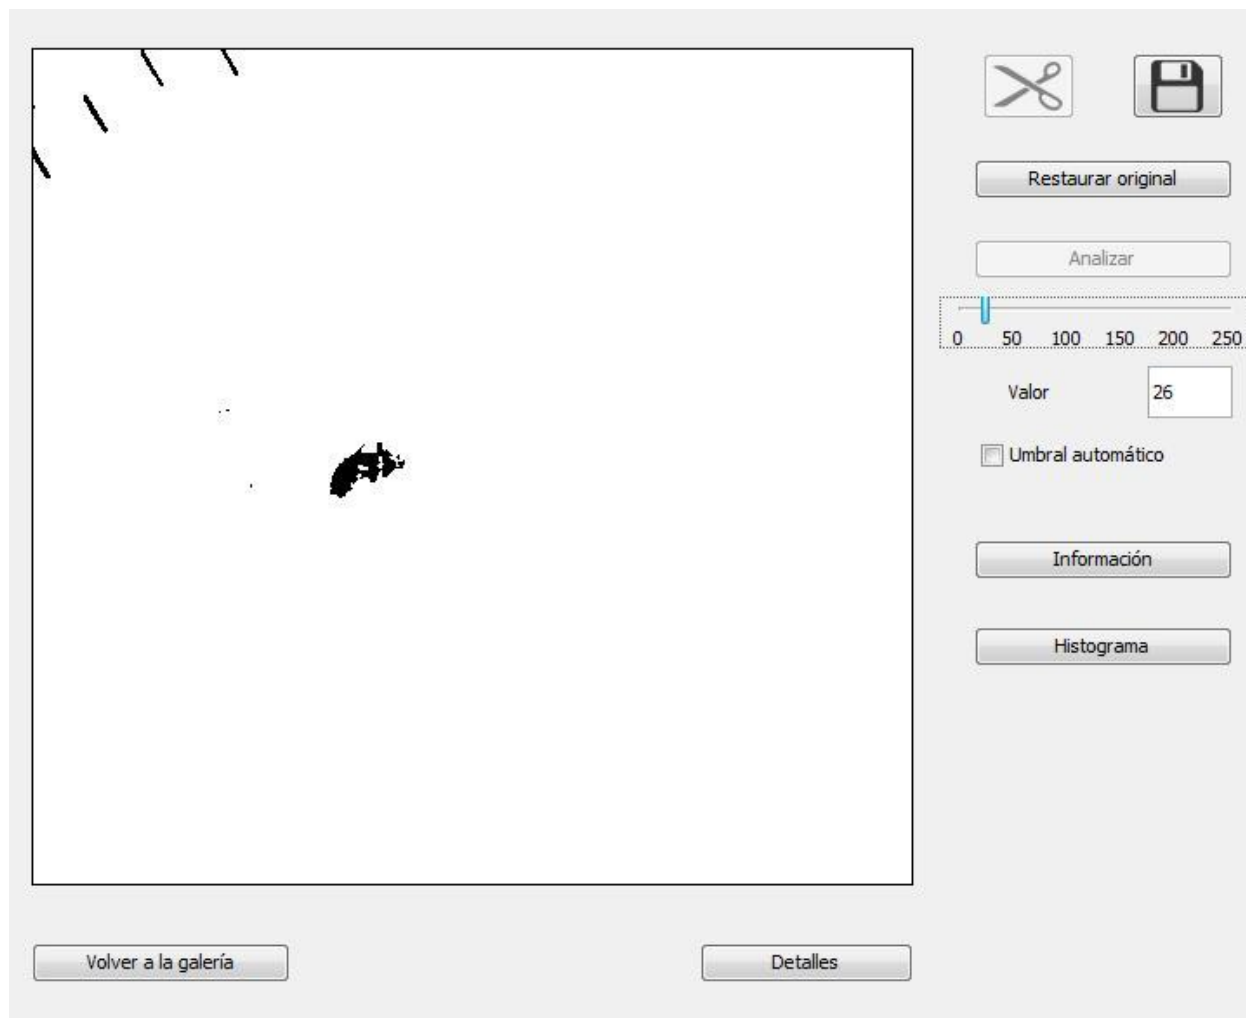 Restaurar original
Analizar
0 50 100 150 200 250
Valor 26
Umbral automático
Información
Histograma
Volver a la galería Detalles